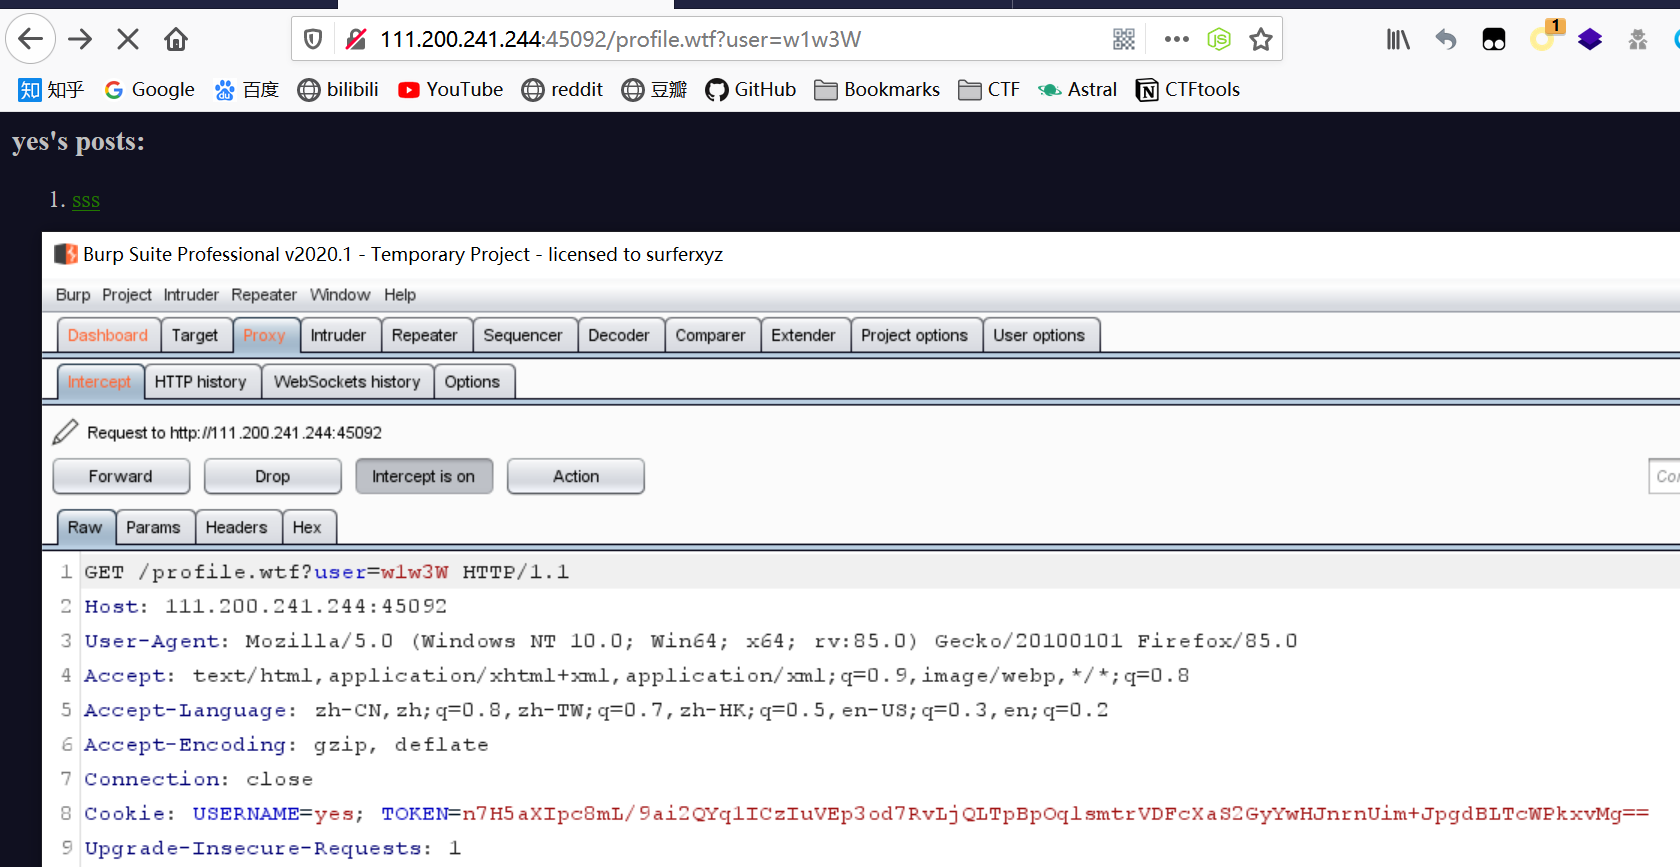 111.200.241.244:45092/profile.wtf?user=w1w3W
1
知 知乎 Google 百度 bilibili YouTube reddit 豆瓣 GitHub Bookmarks CTF Astral CTFtools
yes's posts:
1. sss
Burp Suite Professional v2020.1 - Temporary Project - licensed to surferxyz
Burp Project Intruder Repeater Window Help
Dashboard Target Proxy Intruder Repeater Sequencer Decoder Comparer Extender Project options User options
Intercept HTTP history WebSockets history Options
Request to http://111.200.241.244:45092
Forward Drop Intercept is on Action
Raw Params Headers Hex
1 GET /profile.wtf?user=w1w3W HTTP/1.1
2 Host: 111.200.241.244:45092
3 User-Agent: Mozilla/5.0 (Windows NT 10.0; Win64; x64; rv:85.0) Gecko/20100101 Firefox/85.0
4 Accept: text/html,application/xhtml+xml,application/xml;q=0.9,image/webp,*/*;q=0.8
5 Accept-Language: zh-CN,zh;q=0.8,zh-TW;q=0.7,zh-HK;q=0.5,en-US;q=0.3,en;q=0.2
6 Accept-Encoding: gzip, deflate
7 Connection: close
8 Cookie: USERNAME=yes; TOKEN=n7H5aXIpc8mL/9ai2QYq1ICzIuVEp3od7RvLjQLTpBpOqlsmtrVDFcXaS2GyYwHJnrnUim+JpgdBLTcWPkxvMg==
9 Upgrade-Insecure-Requests: 1